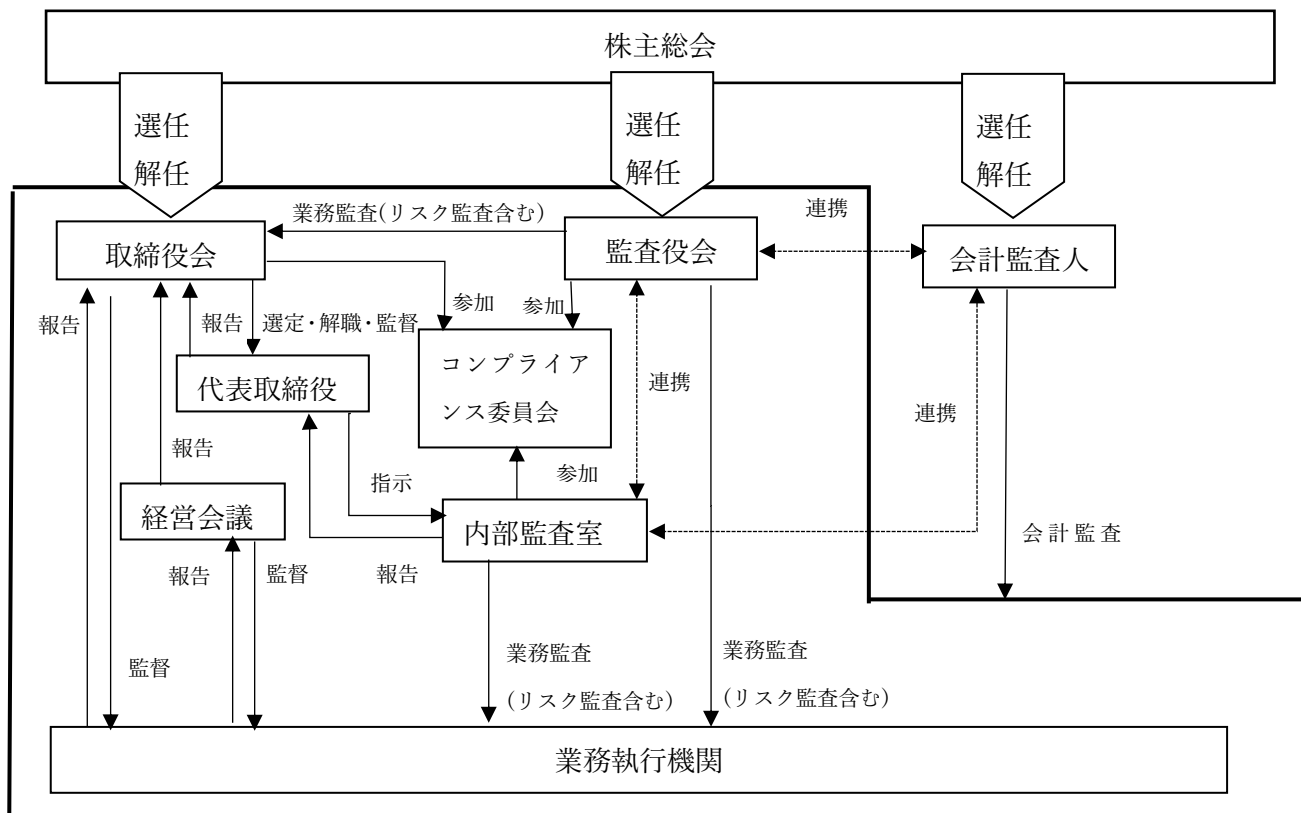 株主総会
選任
解任
選任
解任
選任
解任
業務監査(リスク監査含む)
連携
取締役会
監査役会
会計監査人
報告
報告
選定・解職・監督
参加
参加
コンプライア
ンス委員会
代表取締役
連携
連携
報告
指示
参加
経営会議
内部監査室
会計監査
報告
監督
報告
監督
業務監査
(リスク監査含む)
業務監査
(リスク監査含む)
業務執行機関